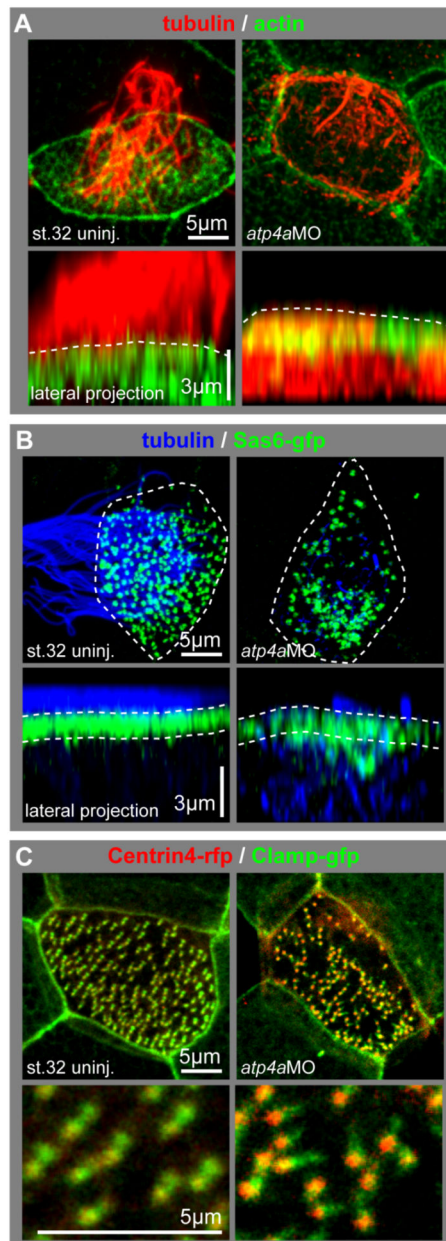 A
tubulin / actin
st.32 uninj.
5µm
atp4aMO
lateral projection
3µm
B
tubulin / Sas6-gfp
st.32 uninj.
5µm
atp4aMO
lateral projection
3µm
C
Centrin4-rfp / Clamp-gfp
st.32 uninj.
5µm
atp4aMO
5µm